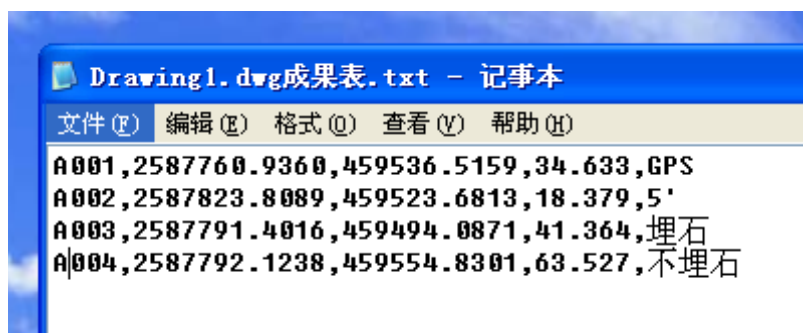 Drawing1.dwg成果表.txt - 记事本
文件(F) 编辑(E) 格式(O) 查看(V) 帮助(H)
A001,2587760.9360,459536.5159,34.633,GPS
A002,2587823.8089,459523.6813,18.379,5'
A003,2587791.4016,459494.0871,41.364,埋石
A004,2587792.1238,459554.8301,63.527,不埋石